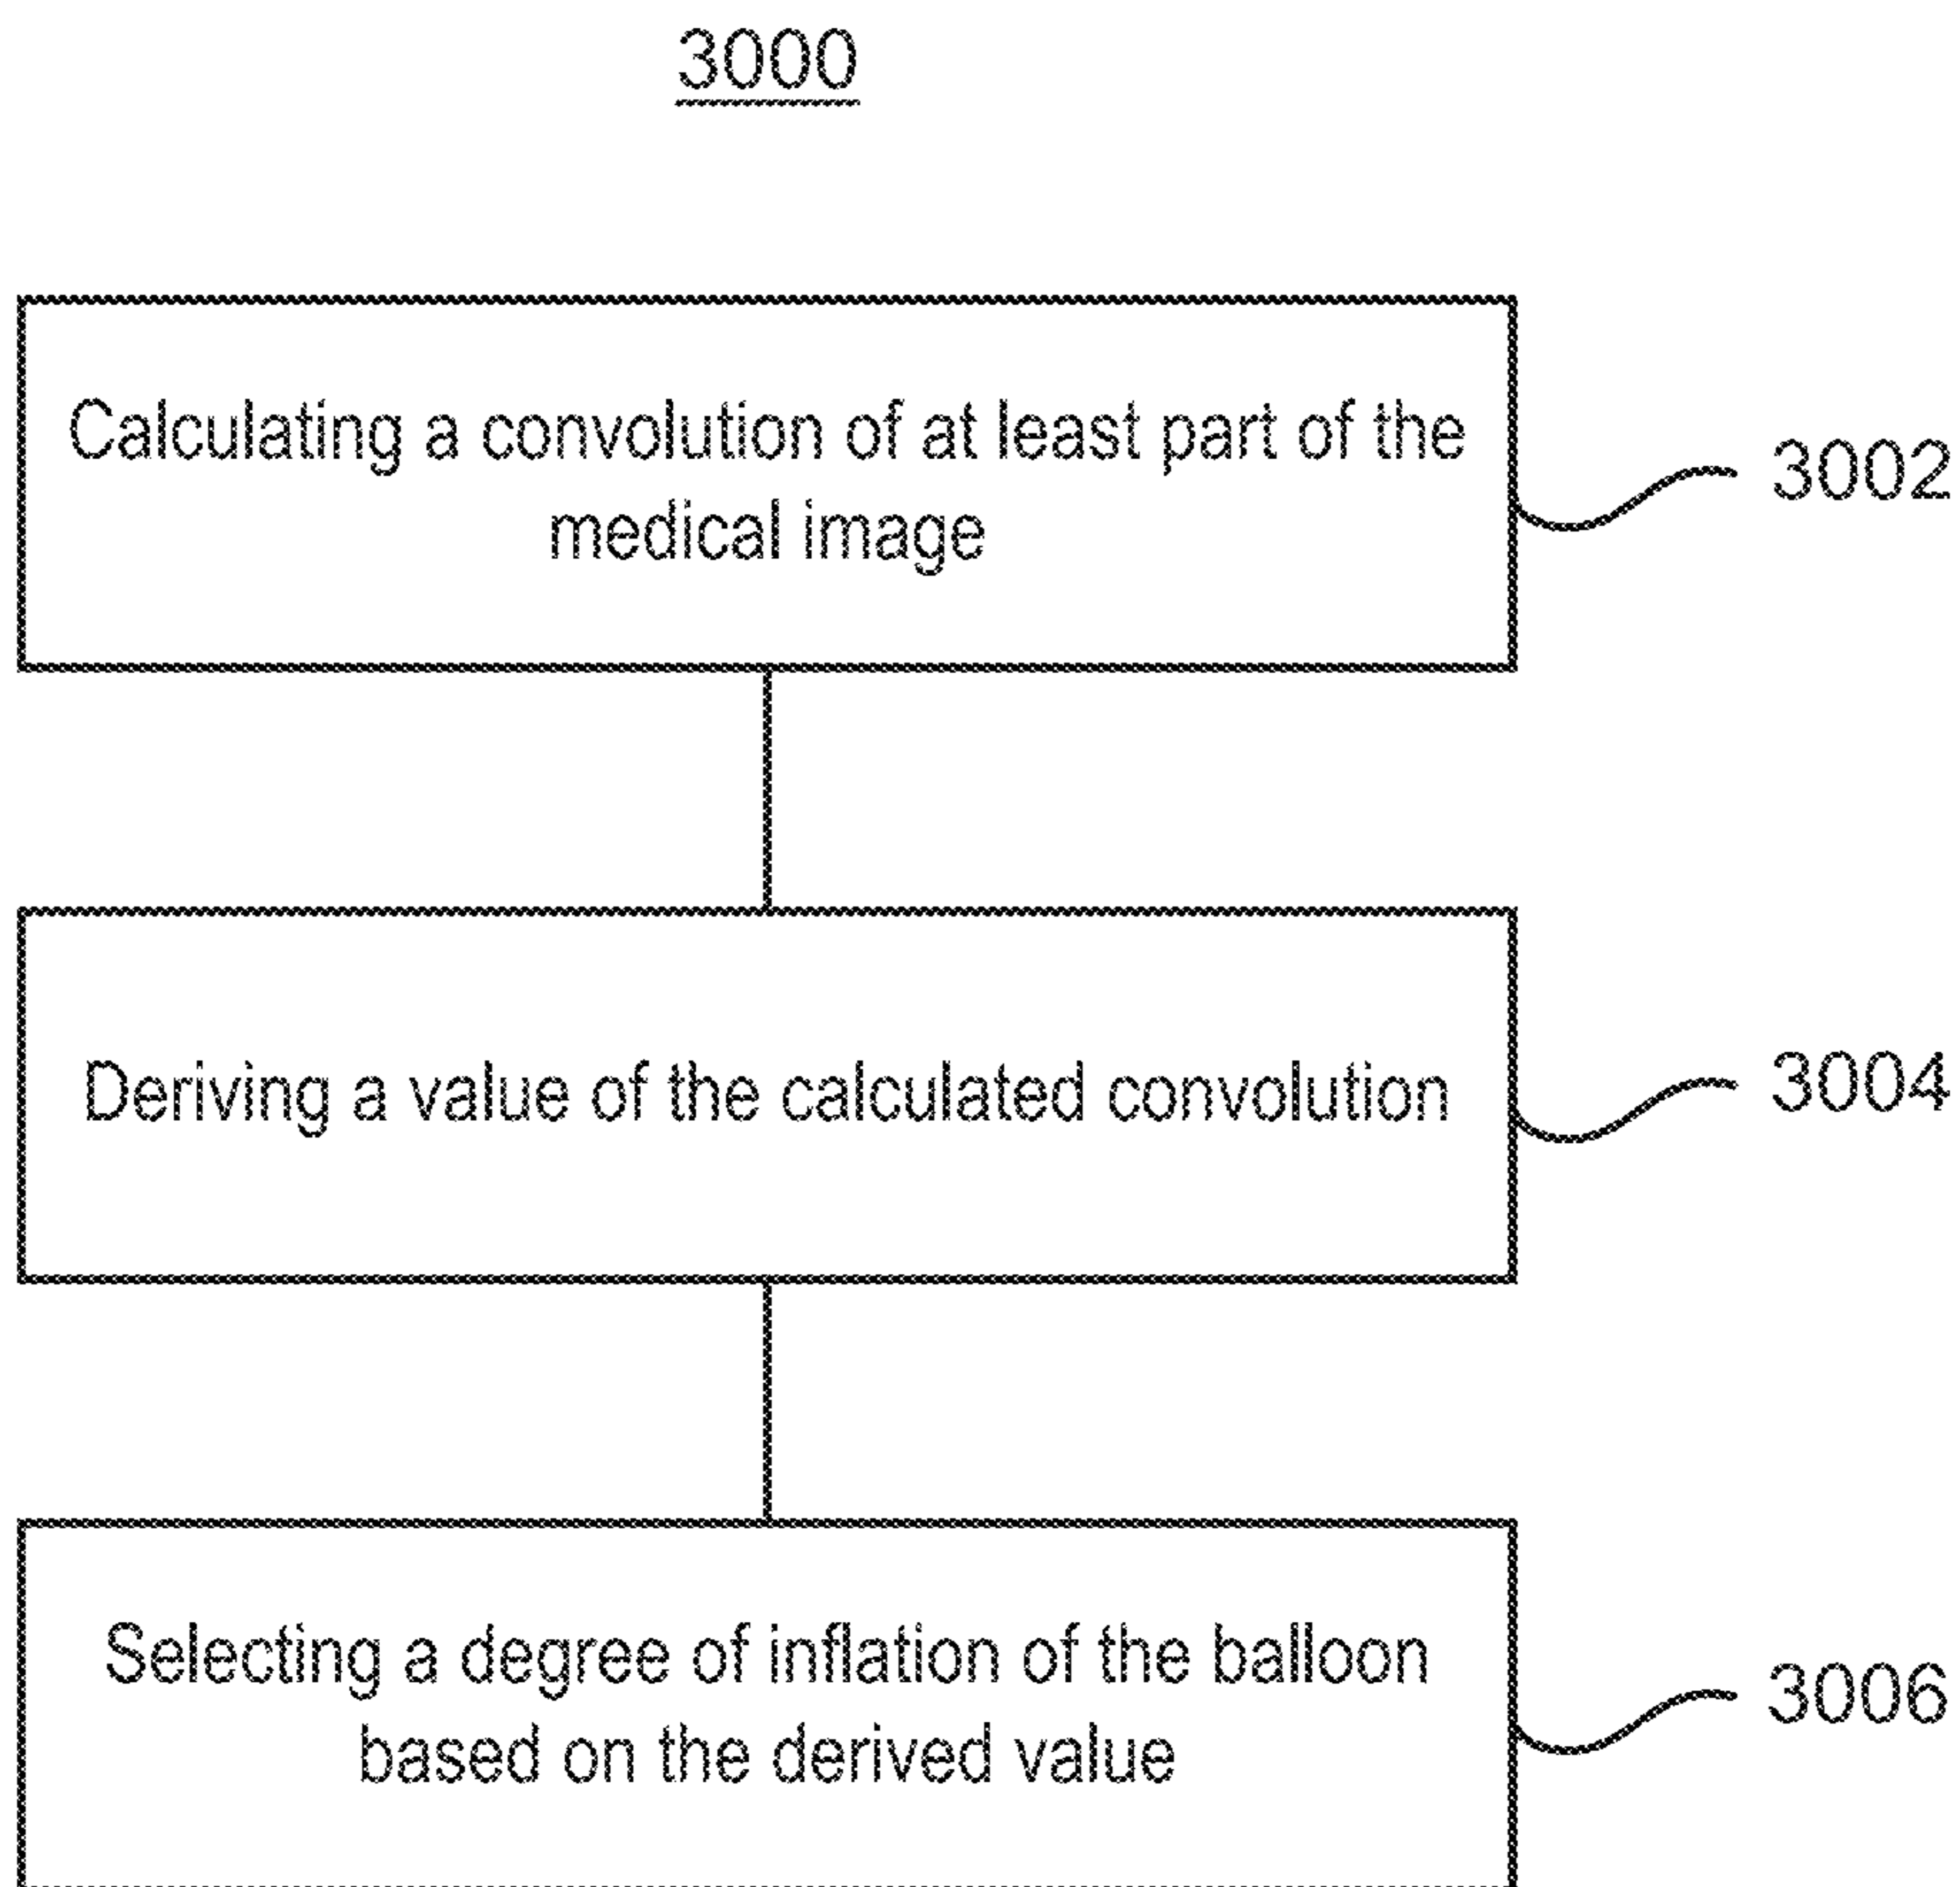 3000
Calculating a convolution of at least part of the
medical image
3002
Deriving a value of the calculated convolution
3004
Selecting a degree of inflation of the balloon
based on the derived value
3006